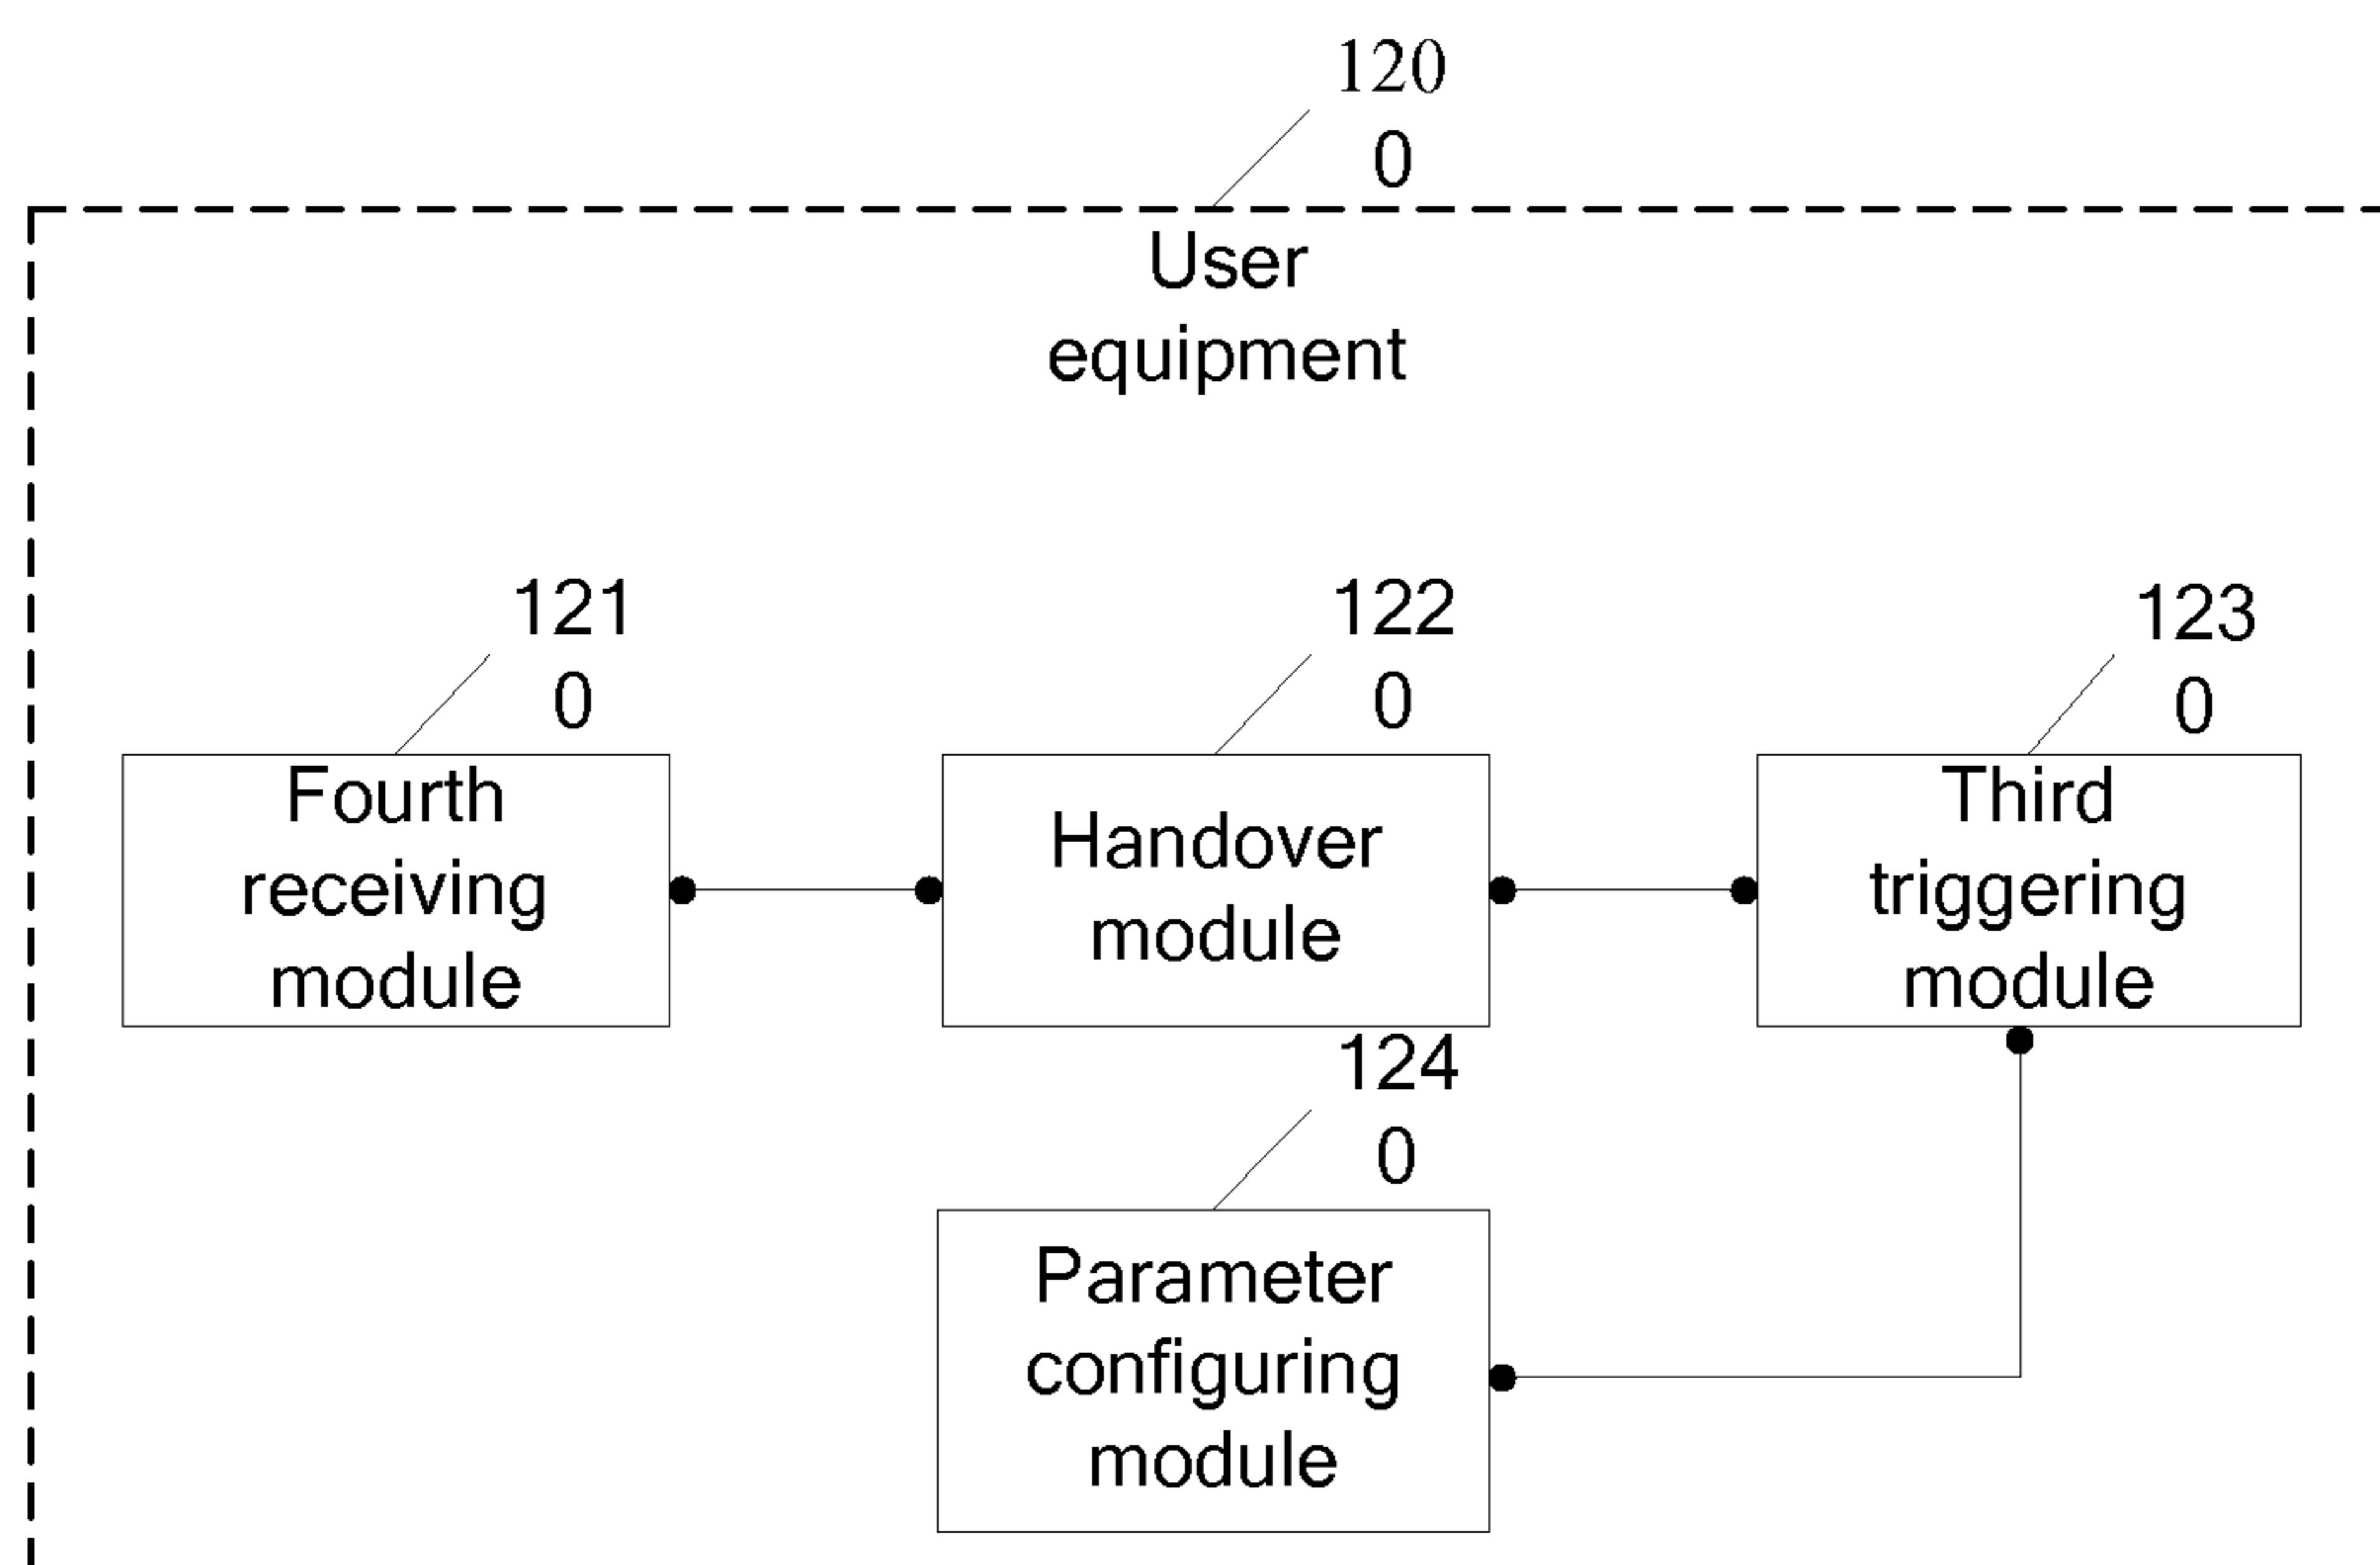 120
0
User
equipment
121
0
122
0
123
0
Fourth
receiving
module
Handover
module
Third
triggering
module
124
0
Parameter
configuring
module